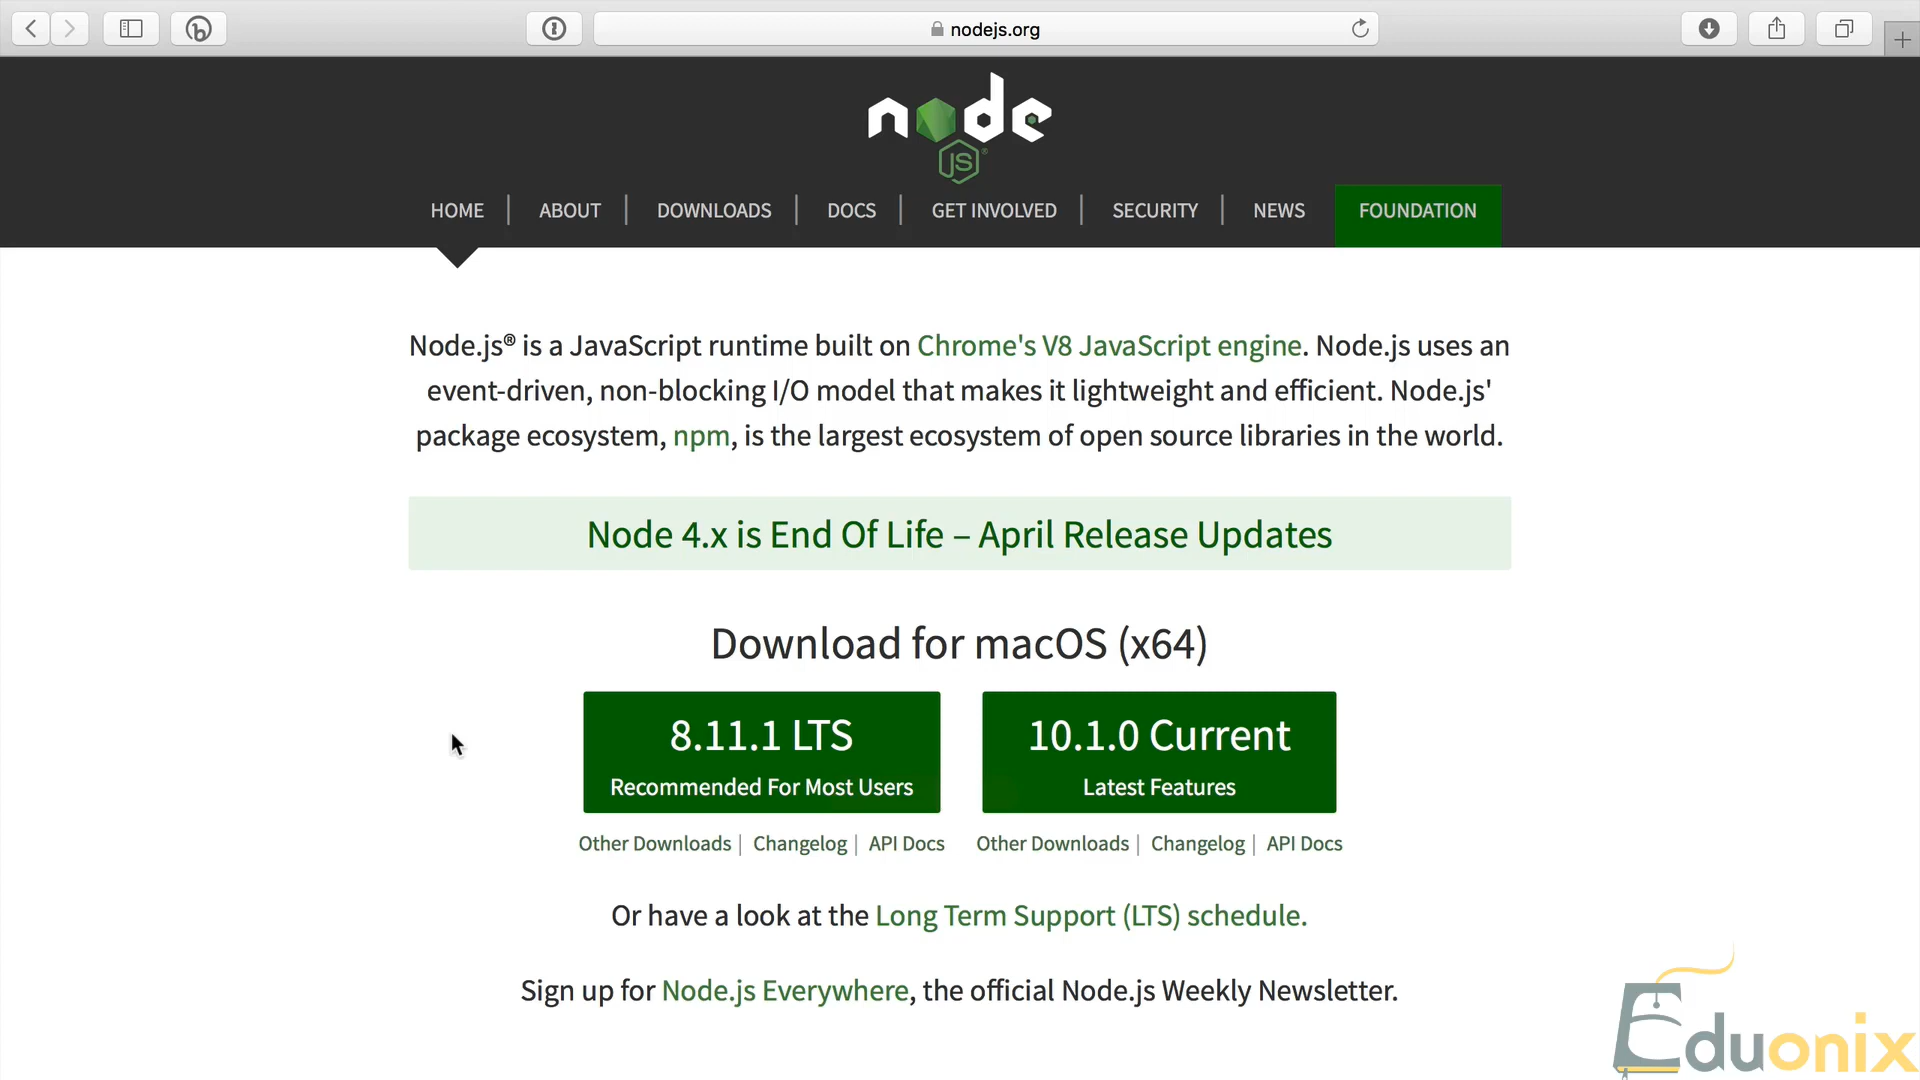 nodejs.org
node
JS
HOME | ABOUT | DOWNLOADS | DOCS | GET INVOLVED | SECURITY | NEWS FOUNDATION
Node.js® is a JavaScript runtime built on Chrome's V8 JavaScript engine. Node.js uses an
event-driven, non-blocking I/O model that makes it lightweight and efficient. Node.js'
package ecosystem, npm, is the largest ecosystem of open source libraries in the world.
Node 4.x is End Of Life – April Release Updates
Download for macOS (x64)
8.11.1 LTS
Recommended For Most Users
10.1.0 Current
Latest Features
Other Downloads | Changelog | API Docs
Other Downloads | Changelog | API Docs
Or have a look at the Long Term Support (LTS) schedule.
Sign up for Node.js Everywhere, the official Node.js Weekly Newsletter.
Eduonix